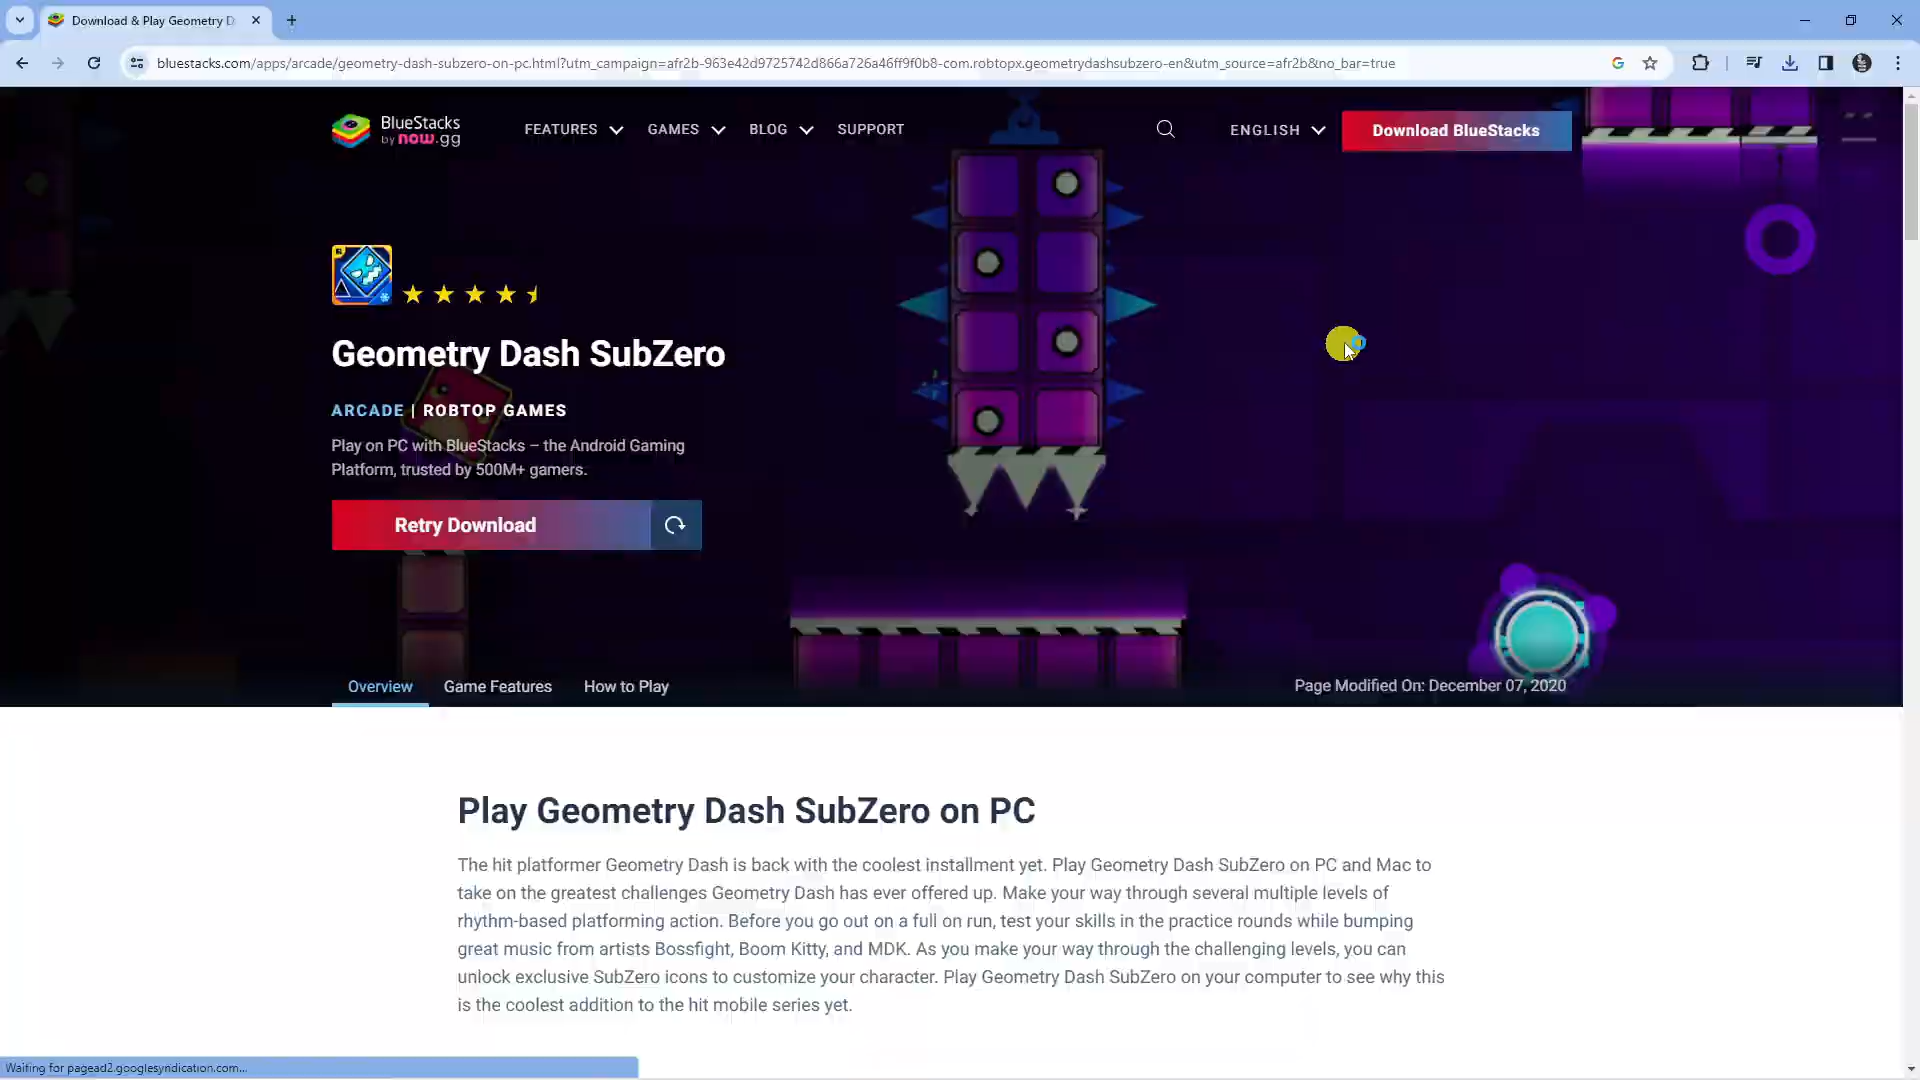 Download & Play Geometry D
bluestacks.com/apps/arcade/geometry-dash-subzero-on-pc.html?utm_campaign=afr2b-963e42d9725742d866a726a46ff9f0b8-com.robtopx.geometrydashsubzero-en&utm_source=afr2b&no_bar=true
BlueStacks
by now.gg
FEATURES GAMES BLOG SUPPORT
ENGLISH
Download BlueStacks
Geometry Dash SubZero
ARCADE | ROBTOP GAMES
Play on PC with BlueStacks – the Android Gaming
Platform, trusted by 500M+ gamers.
Retry Download
Overview Game Features How to Play
Page Modified On: December 07, 2020
Play Geometry Dash SubZero on PC
The hit platformer Geometry Dash is back with the coolest installment yet. Play Geometry Dash SubZero on PC and Mac to
take on the greatest challenges Geometry Dash has ever offered up. Make your way through several multiple levels of
rhythm-based platforming action. Before you go out on a full on run, test your skills in the practice rounds while bumping
great music from artists Bossfight, Boom Kitty, and MDK. As you make your way through the challenging levels, you can
unlock exclusive SubZero icons to customize your character. Play Geometry Dash SubZero on your computer to see why this
is the coolest addition to the hit mobile series yet.
Waiting for pagead2.googlesyndication.com...